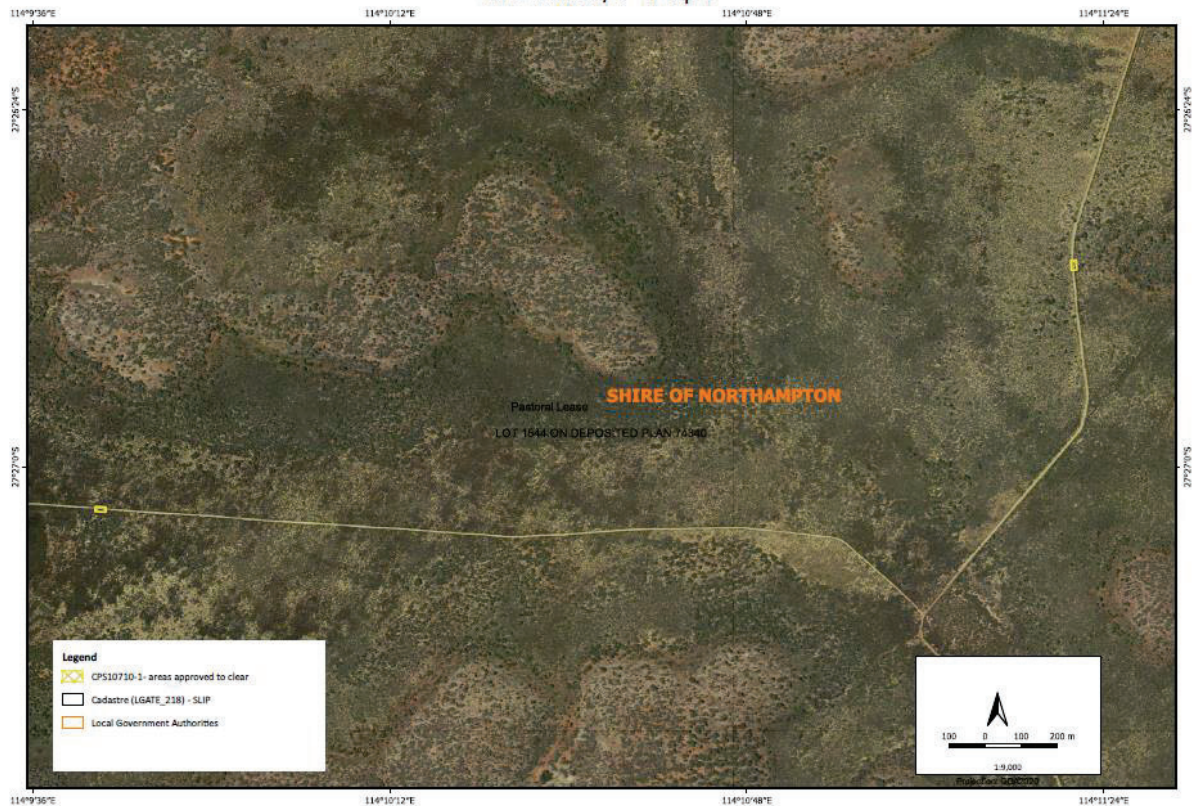 114°9'36"E 114°10'12"E 114°10'48"E 114°11'24"E
27°26'24"S 27°26'24"S
SHIRE OF NORTHAMPTON
Pastoral Lease
LOT 1544 ON DEPOSITED PLAN 74840
27°27'0"S 27°27'0"S
Legend
CPS10710-1- areas approved to clear
Cadastre (LGATE_218) - SLIP
Local Government Authorities
100 0 100 200 m
1:9,000
114°9'36"E 114°10'12"E 114°10'48"E 114°11'24"E